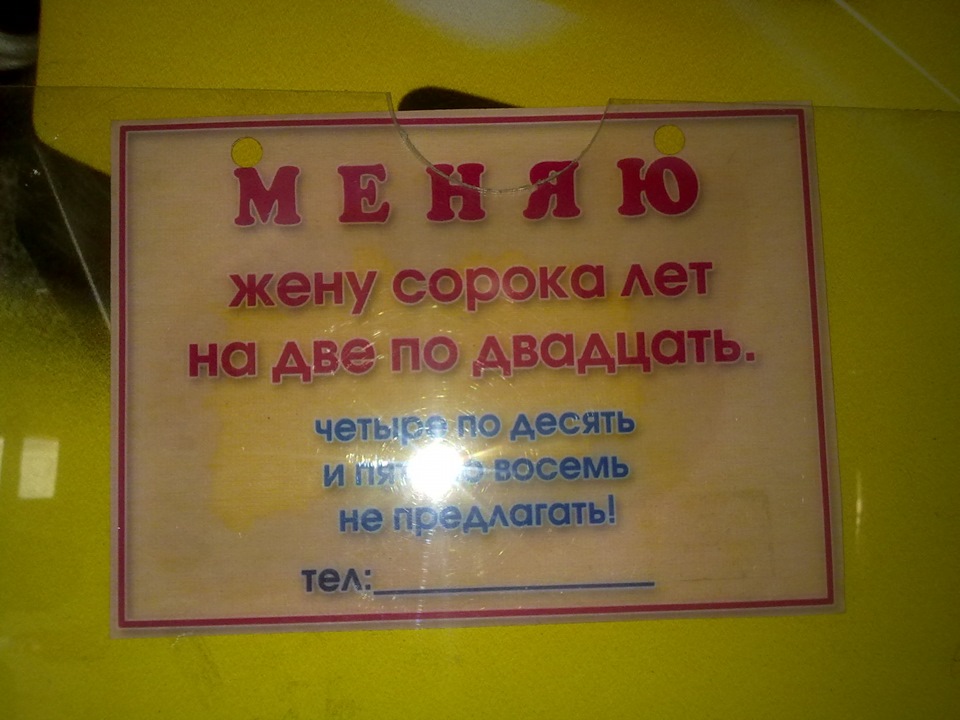 МЕНЯЮ
жену сорока лет
на две по двадцать.
четыре по десять
и восемь
не предлагать!
тел: